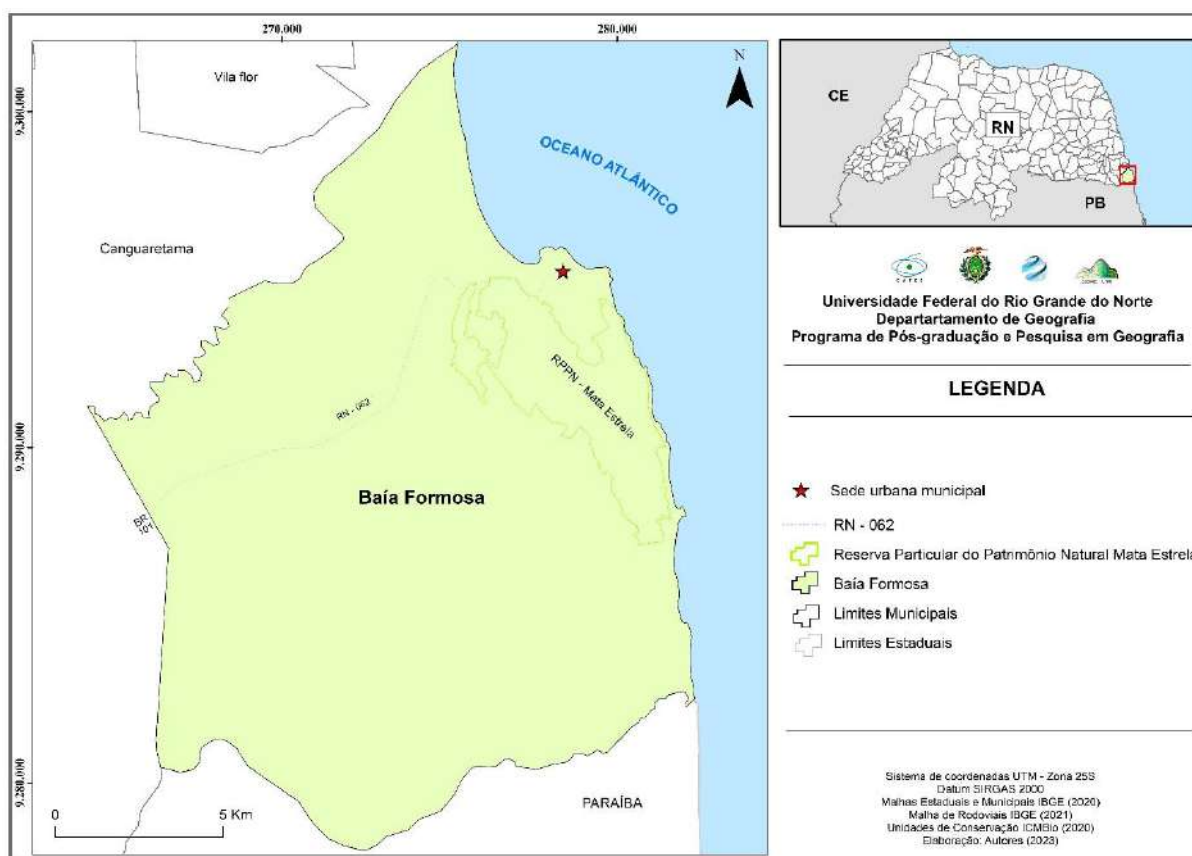 270.000
280.000
9.300.000
9.290.000
9.280.000
Vila flor
N
OCEANO ATLÂNTICO
Canguaretama
RPPN - Mata Estrela
RN - 062
BR - 101
Baía Formosa
PARAÍBA
0
5 Km
CE
RN
PB
Universidade Federal do Rio Grande do Norte
Departartamento de Geografia
Programa de Pós-graduação e Pesquisa em Geografia
LEGENDA
Sede urbana municipal
RN - 062
Reserva Particular do Patrimônio Natural Mata Estrela
Baía Formosa
Limites Municipais
Limites Estaduais
Sistema de coordenadas UTM - Zona 25S
Datum SIRGAS 2000
Malhas Estaduais e Municipais IBGE (2020)
Malha de Rodoviais IBGE (2021)
Unidades de Conservação ICMBio (2020)
Elaboração: Autores (2023)